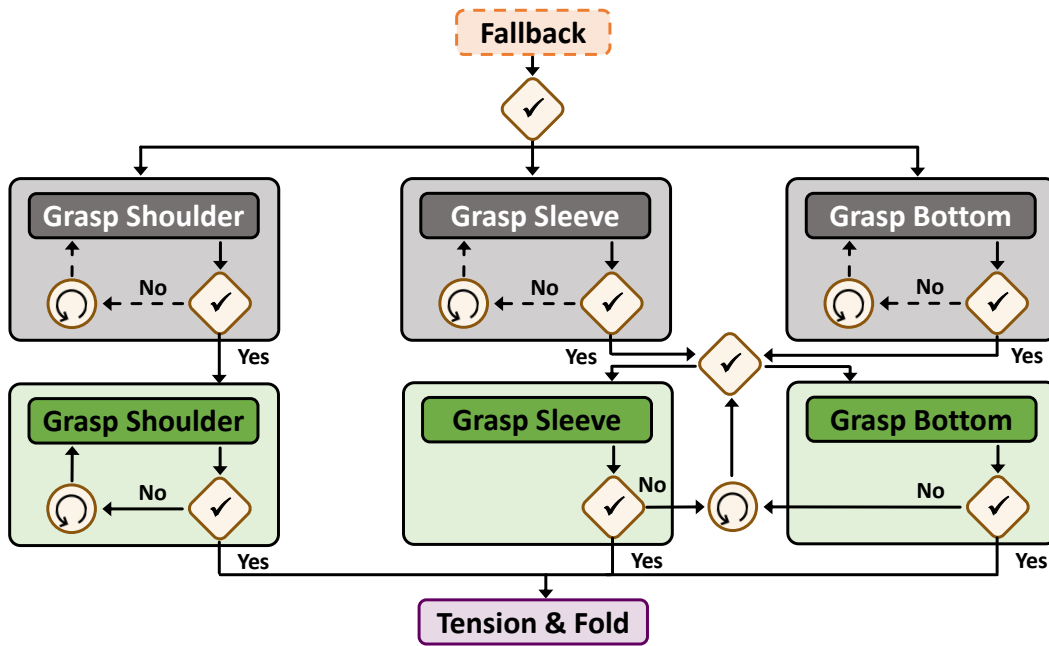 Fallback
Grasp Shoulder
Grasp Sleeve
Grasp Bottom
No
No
No
Yes
Yes
Yes
Grasp Shoulder
Grasp Sleeve
Grasp Bottom
No
No
No
Yes
Yes
Yes
Tension & Fold